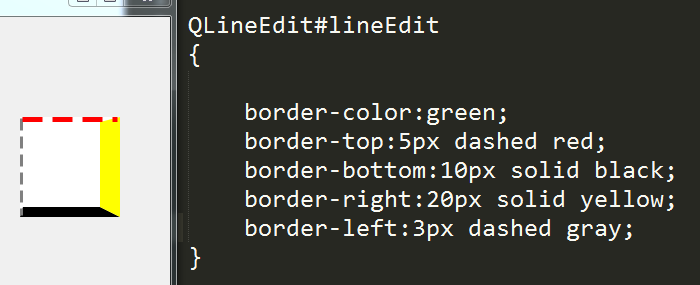 QLineEdit#lineEdit
{
border-color:green;
border-top:5px dashed red;
border-bottom:10px solid black;
border-right:20px solid yellow;
border-left:3px dashed gray;
}